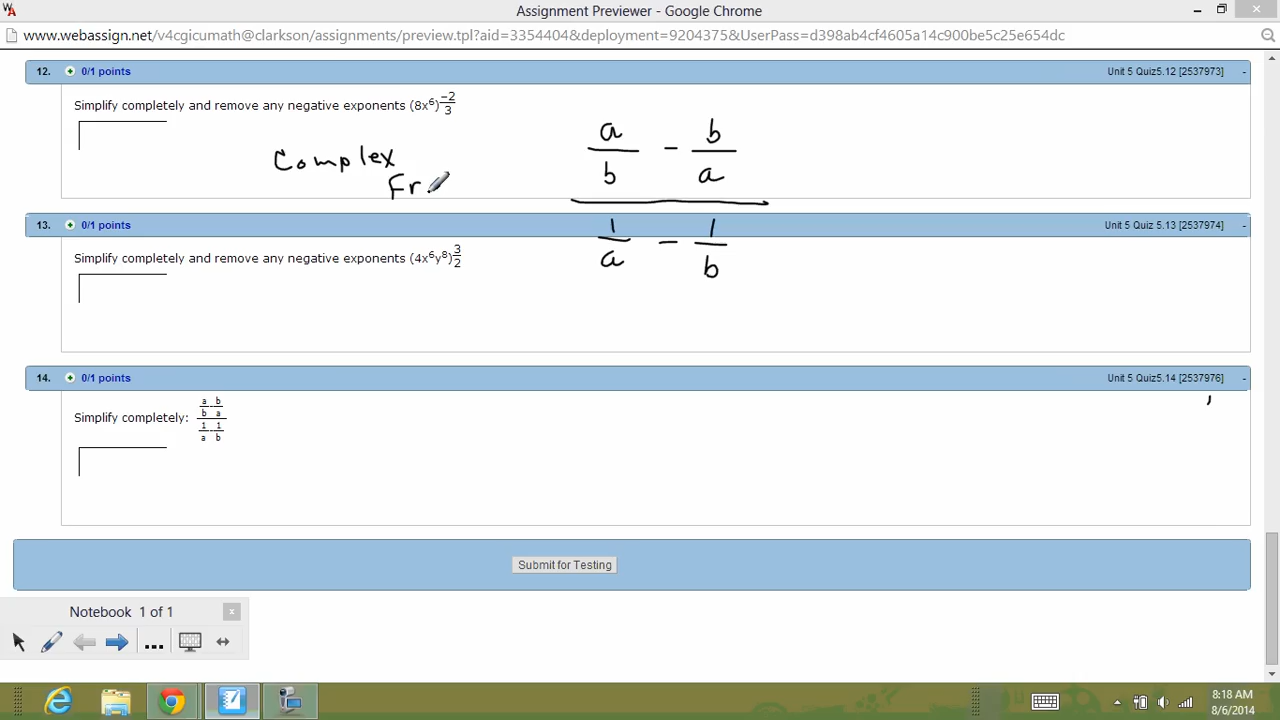 Assignment Previewer - Google Chrome
www.webassign.net/v4cgicumath@clarkson/assignments/preview.tpl?aid=3354404&deployment=9204375&UserPass=d398ab4cf4605a14c900be5c25e654dc
12. 0/1 points Unit 5 Quiz5.12 [2537973] -
Simplify completely and remove any negative exponents (8x⁶)^(-2/3)
a/b - b/a
Complex
Fr
1/a - 1/b
13. 0/1 points Unit 5 Quiz 5.13 [2537974] -
Simplify completely and remove any negative exponents (4x⁶y⁸)^(3/2)
14. 0/1 points Unit 5 Quiz5.14 [2537976] -
Simplify completely: (a/b - b/a)/(1/a - 1/b)
Submit for Testing
Notebook 1 of 1
8:18 AM
8/6/2014